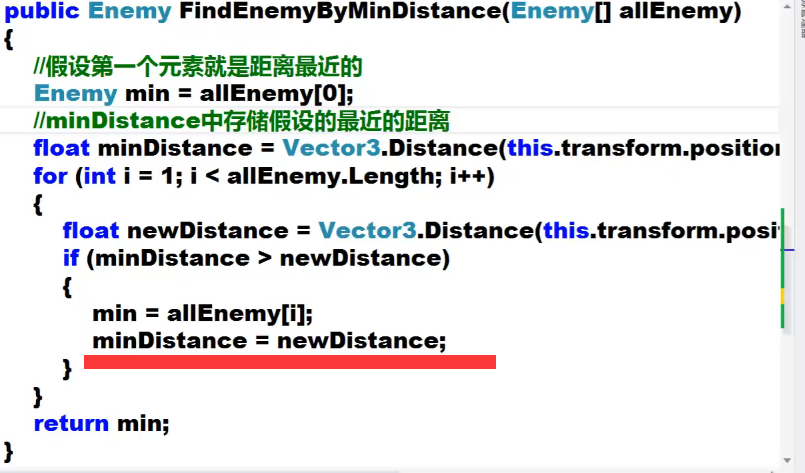 public Enemy FindEnemyByMinDistance(Enemy[] allEnemy)
{
//假设第一个元素就是距离最近的
Enemy min = allEnemy[0];
//minDistance中存储假设的最近的距离
float minDistance = Vector3.Distance(this.transform.position
for (int i = 1; i < allEnemy.Length; i++)
{
float newDistance = Vector3.Distance(this.transform.posit
if (minDistance > newDistance)
{
min = allEnemy[i];
minDistance = newDistance;
}
}
return min;
}